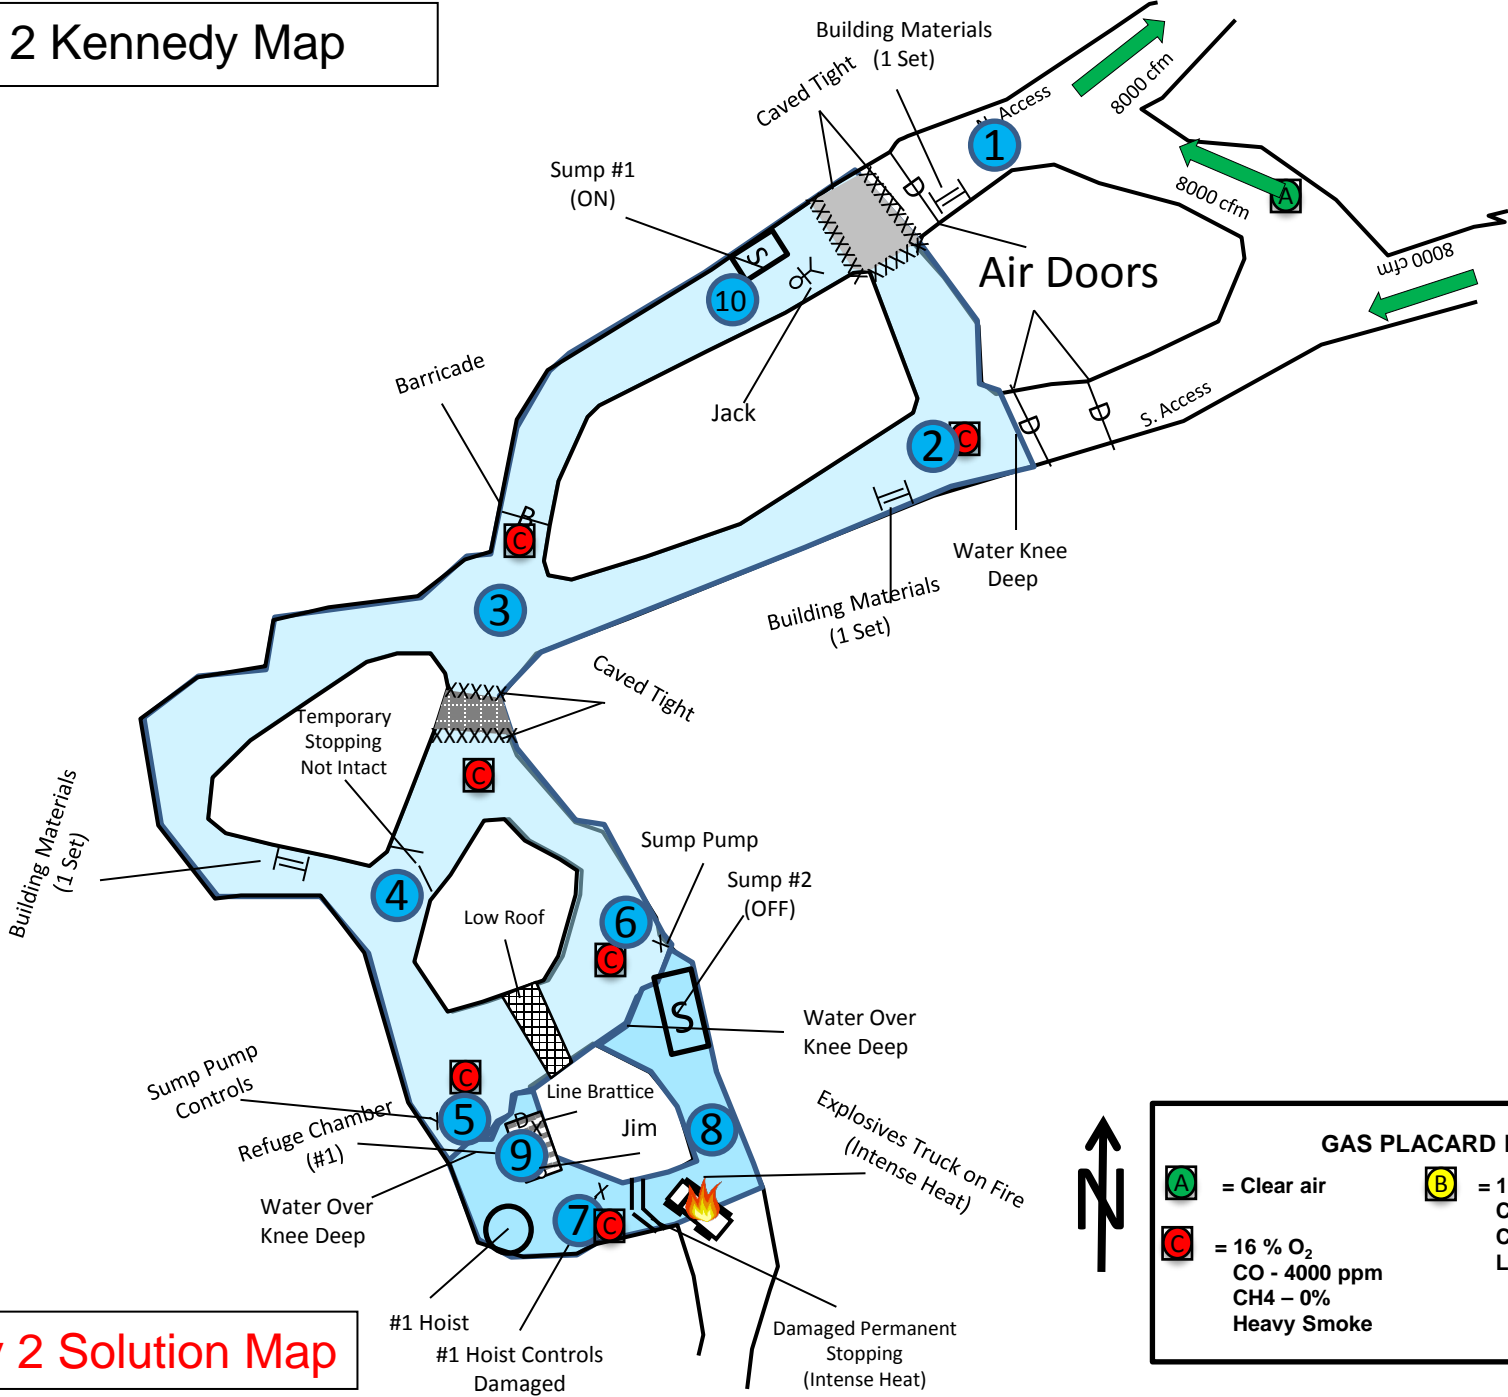 2 Kennedy Map
Building Materials
(1 Set)
Caved Tight
N. Access
8000 cfm
1
D
Sump #1
(ON)
A
8000 cfm
8000 cfm
S
10
Air Doors
Jack
Barricade
B
C
2
C
D
D
S. Access
Water Knee
Deep
Building Materials
(1 Set)
3
Caved Tight
Temporary
Stopping
Not Intact
C
Building Materials
(1 Set)
4
Sump Pump
Sump #2
(OFF)
Low Roof
6
C
S
Water Over
Knee Deep
Sump Pump
Controls
C
5
Line Brattice
Jim
D
9
8
Refuge Chamber
(#1)
Explosives Truck on Fire
(Intense Heat)
Water Over
Knee Deep
7
C
#1 Hoist
#1 Hoist Controls
Damaged
Damaged Permanent
Stopping
(Intense Heat)
N
GAS PLACARD
A = Clear air
B = 1
C
C
L
C = 16 % O₂
CO - 4000 ppm
CH4 – 0%
Heavy Smoke
2 Solution Map